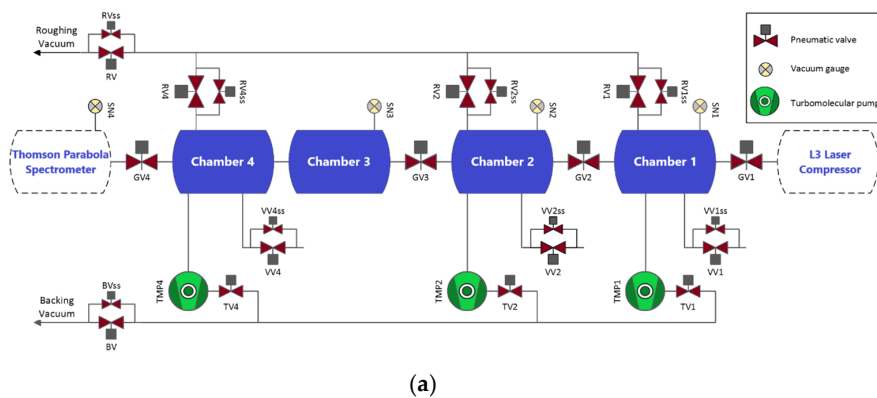 Roughing
Vacuum
RVss
RV
RV4
RV4ss
RV2
RV2ss
RV1
RV1ss
Pneumatic valve
Vacuum gauge
Turbomolecular pump
SN4
SN3
SN2
SN1
Thomson Parabola
Spectrometer
GV4
Chamber 4
Chamber 3
GV3
Chamber 2
GV2
Chamber 1
GV1
L3 Laser
Compressor
VV4ss
VV4
VV2ss
VV2
VV1ss
VV1
TMP4
TV4
TMP2
TV2
TMP1
TV1
Backing
Vacuum
BVss
BV
(a)